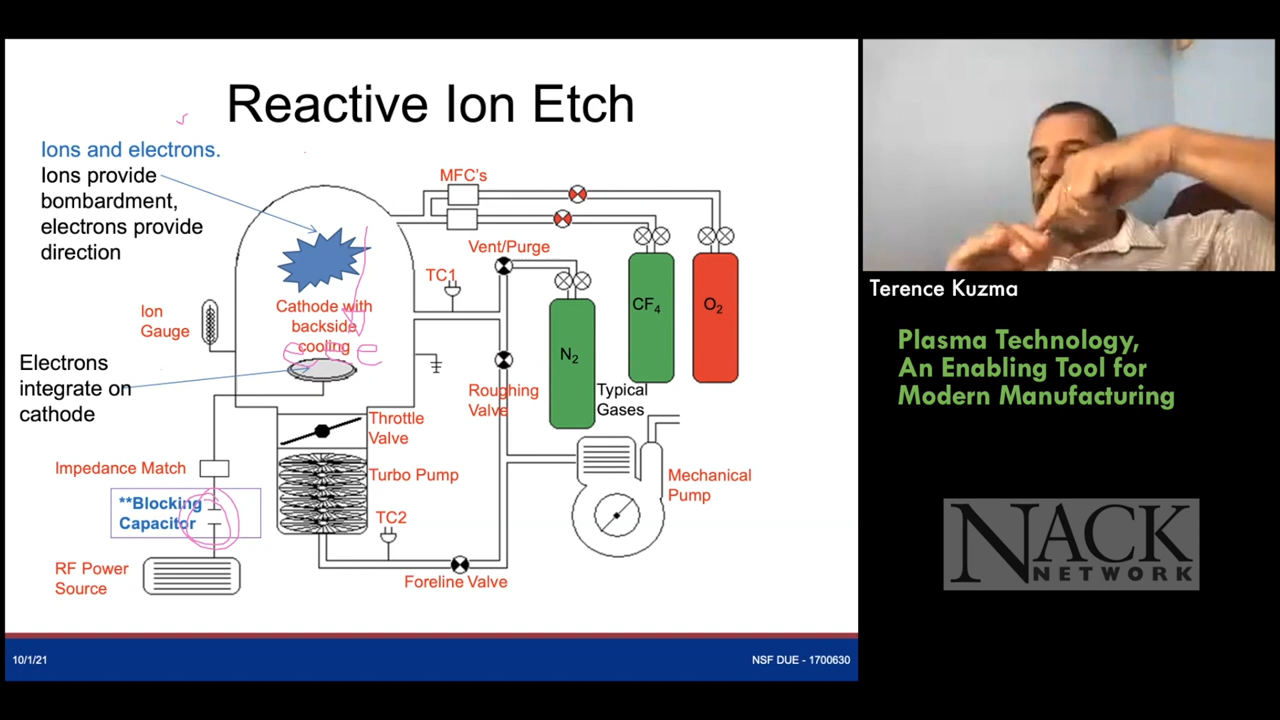 Reactive Ion Etch
Ions and electrons.
Ions provide
bombardment,
electrons provide
direction
MFC's
Vent/Purge
TC1
CF4
O2
N2
Ion
Gauge
Cathode with
backside
cooling
e e e
Electrons
integrate on
cathode
Roughing
Valve
Typical
Gases
Throttle
Valve
Impedance Match
Turbo Pump
Mechanical
Pump
**Blocking
Capacitor
TC2
RF Power
Source
Foreline Valve
10/1/21
NSF DUE - 1700630
Terence Kuzma
Plasma Technology,
An Enabling Tool for
Modern Manufacturing
NACK
NETWORK